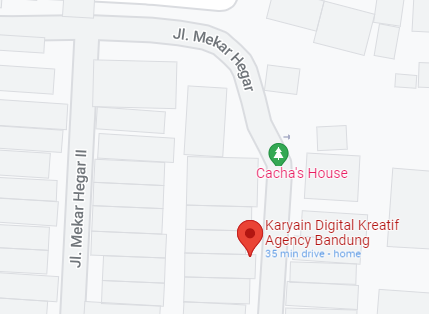 Jl. Mekar Hegar
Jl. Mekar Hegar II
Cacha's House
Karyain Digital Kreatif
Agency Bandung
35 min drive - home